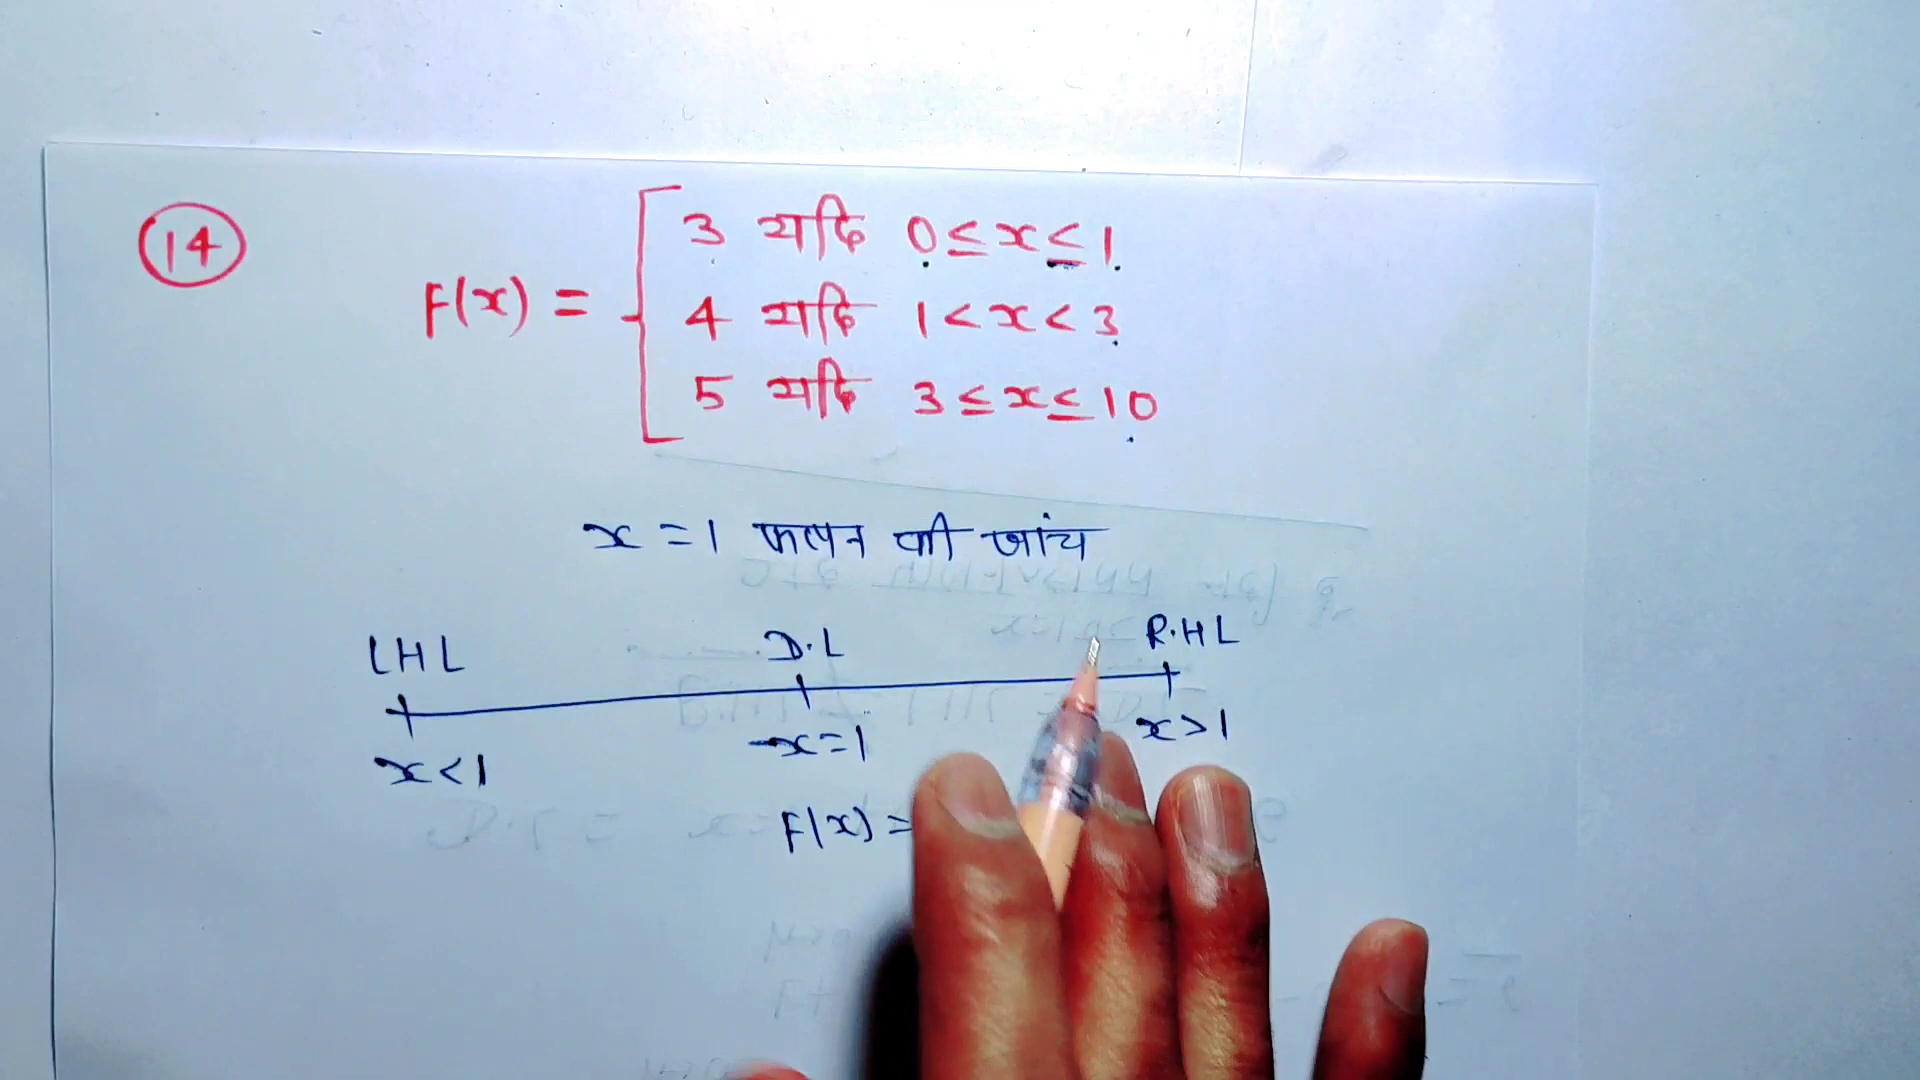 14
F(x) = [ 3 यदि 0 ≤ x ≤ 1
4 यदि 1 < x < 3
5 यदि 3 ≤ x ≤ 10
x = 1 फलन की जांच
LHL D.L R.HL
x < 1 x = 1 x > 1
F(x) =